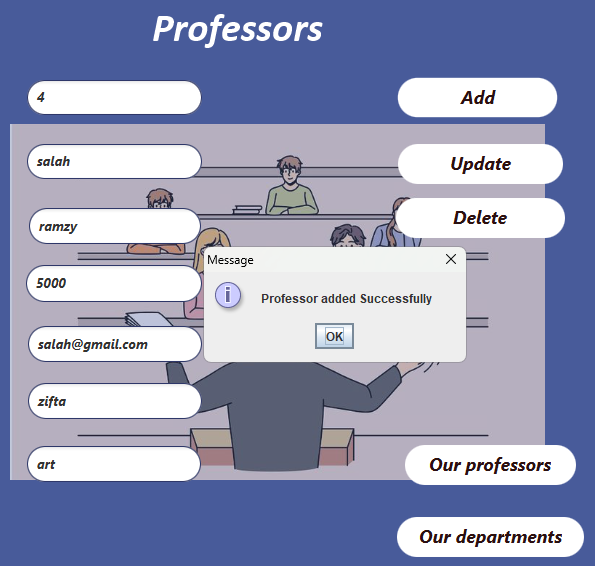 Professors
4
Add
salah
Update
ramzy
Delete
Message
5000
Professor added Successfully
salah@gmail.com
OK
zifta
art
Our professors
Our departments